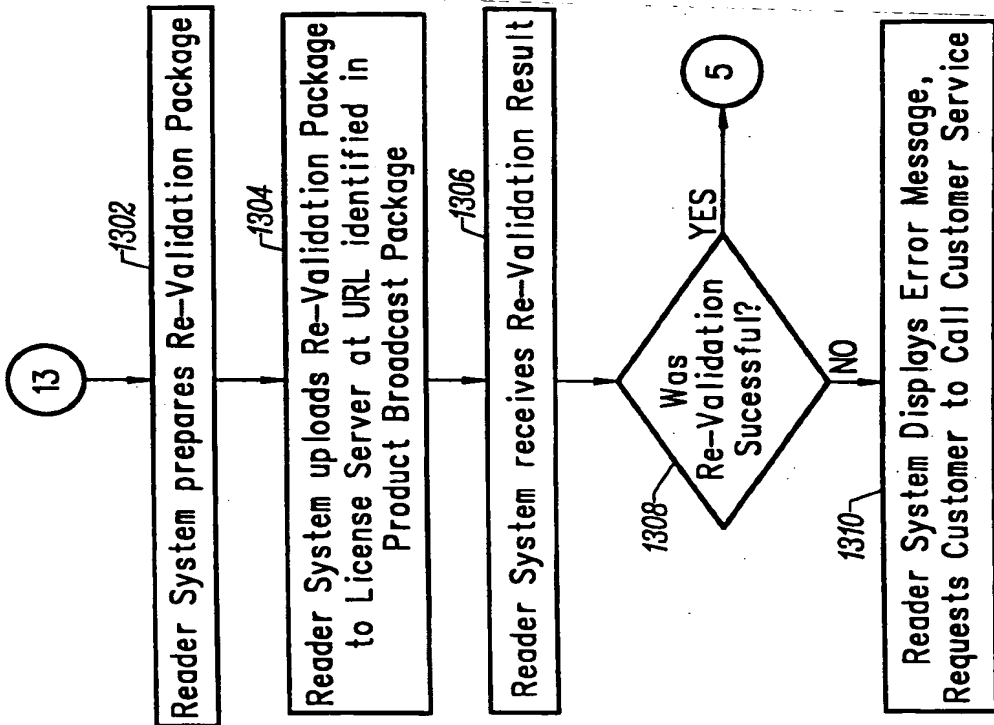 13
1302
Reader System prepares Re-Validation Package
1304
Reader System uploads Re-Validation Package
to License Server at URL identified in
Product Broadcast Package
1306
Reader System receives Re-Validation Result
1308
Was
Re-Validation
Sucessful?
YES
5
NO
1310
Reader System Displays Error Message,
Requests Customer to Call Customer Service